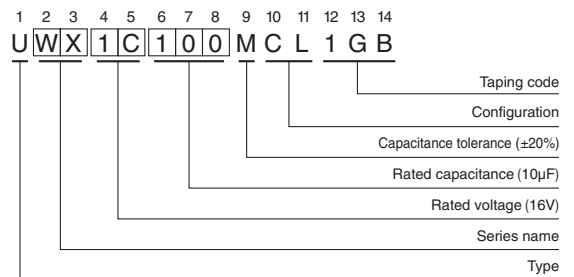 1 2 3 4 5 6 7 8 9 10 11 12 13 14
U W X 1 C 1 0 0 M C L 1 G B
Taping code
Configuration
Capacitance tolerance (±20%)
Rated capacitance (10µF)
Rated voltage (16V)
Series name
Type